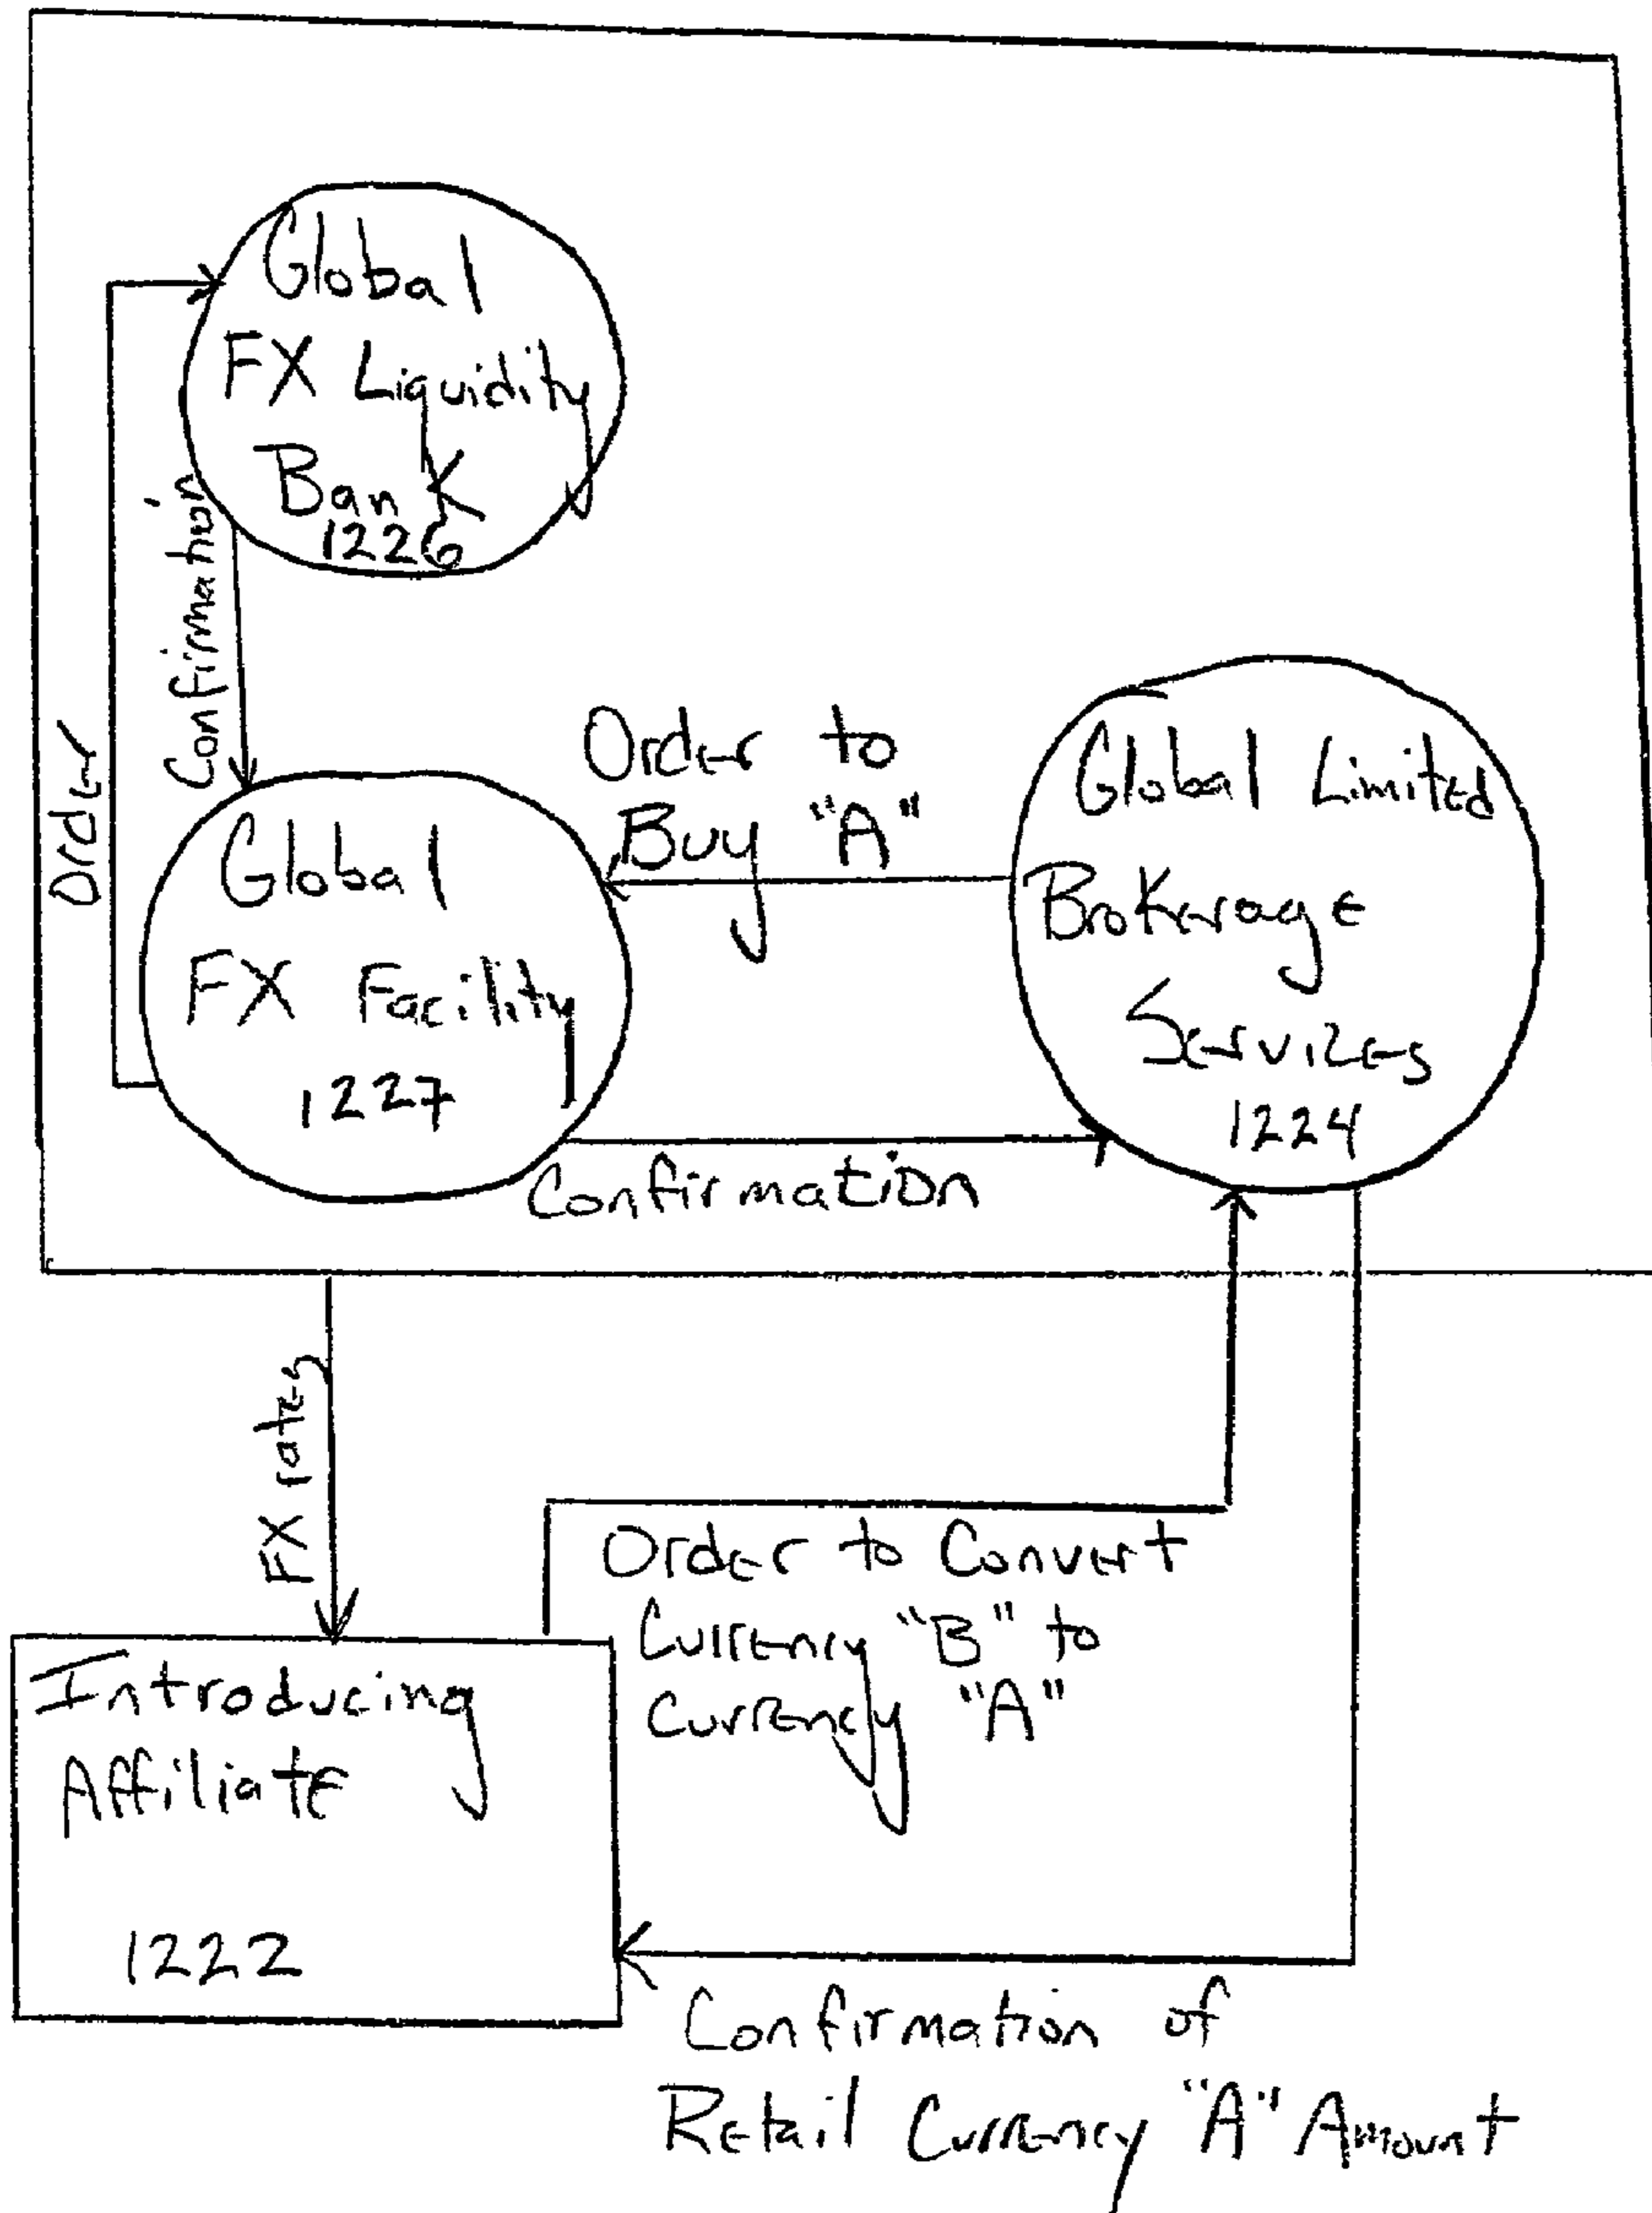 Global
FX Liquidity
Bank
1226
Confirmation
Order
Global
FX Facility
1227
Order to
Buy "A"
Global Limited
Brokerage
Services
1224
Confirmation
FX rates
Order to Convert
Currency "B" to
Currency "A"
Introducing
Affiliate
1222
Confirmation of
Retail Currency "A" Amount